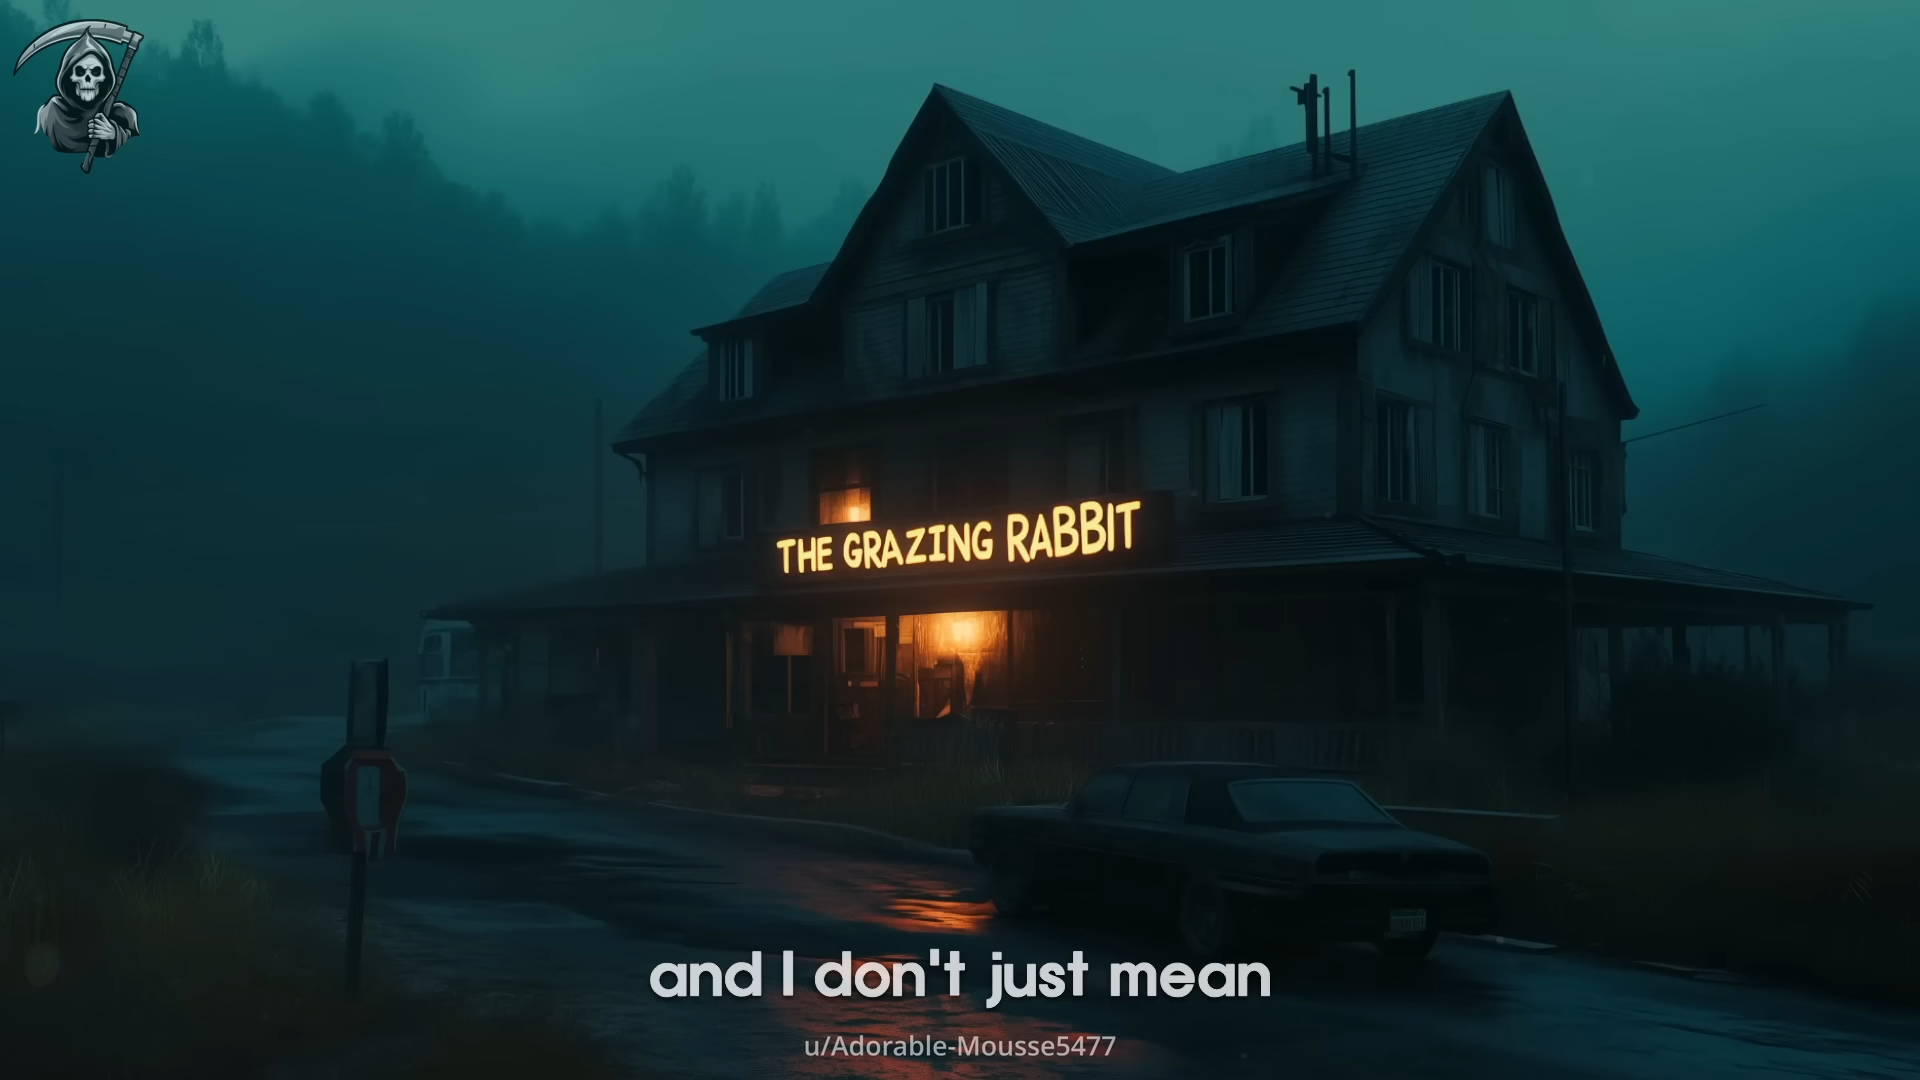 THE GRAZING RABBIT
and I don't just mean
u/Adorable-Mousse5477